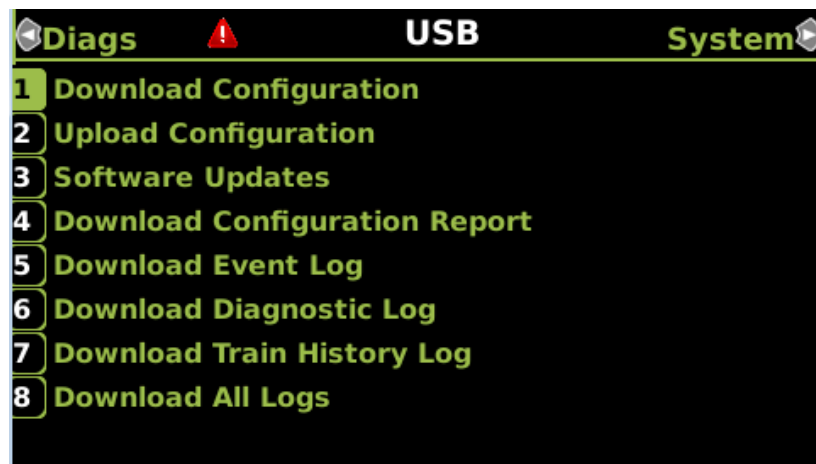 Diags USB System
1 Download Configuration
2 Upload Configuration
3 Software Updates
4 Download Configuration Report
5 Download Event Log
6 Download Diagnostic Log
7 Download Train History Log
8 Download All Logs